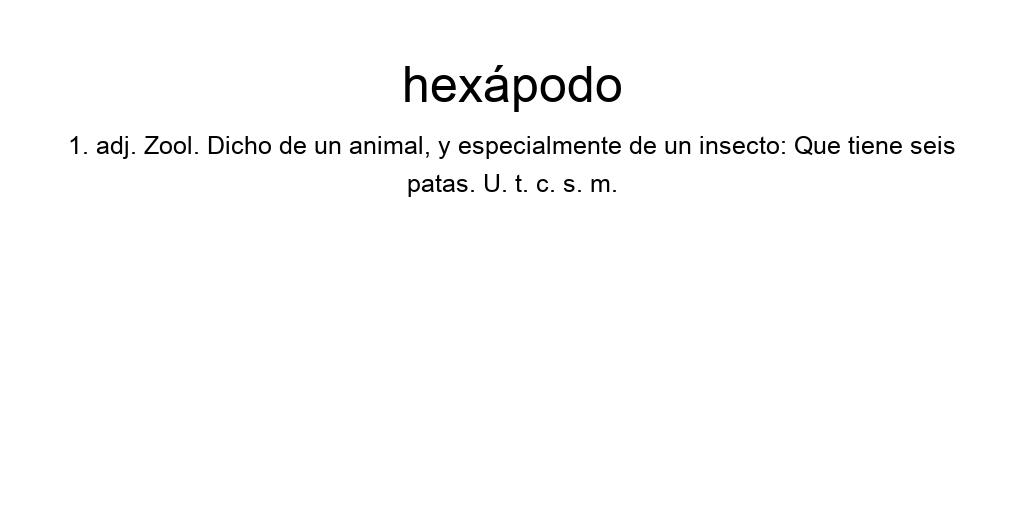 hexápodo
1. adj. Zool. Dicho de un animal, y especialmente de un insecto: Que tiene seis
patas. U. t. c. s. m.